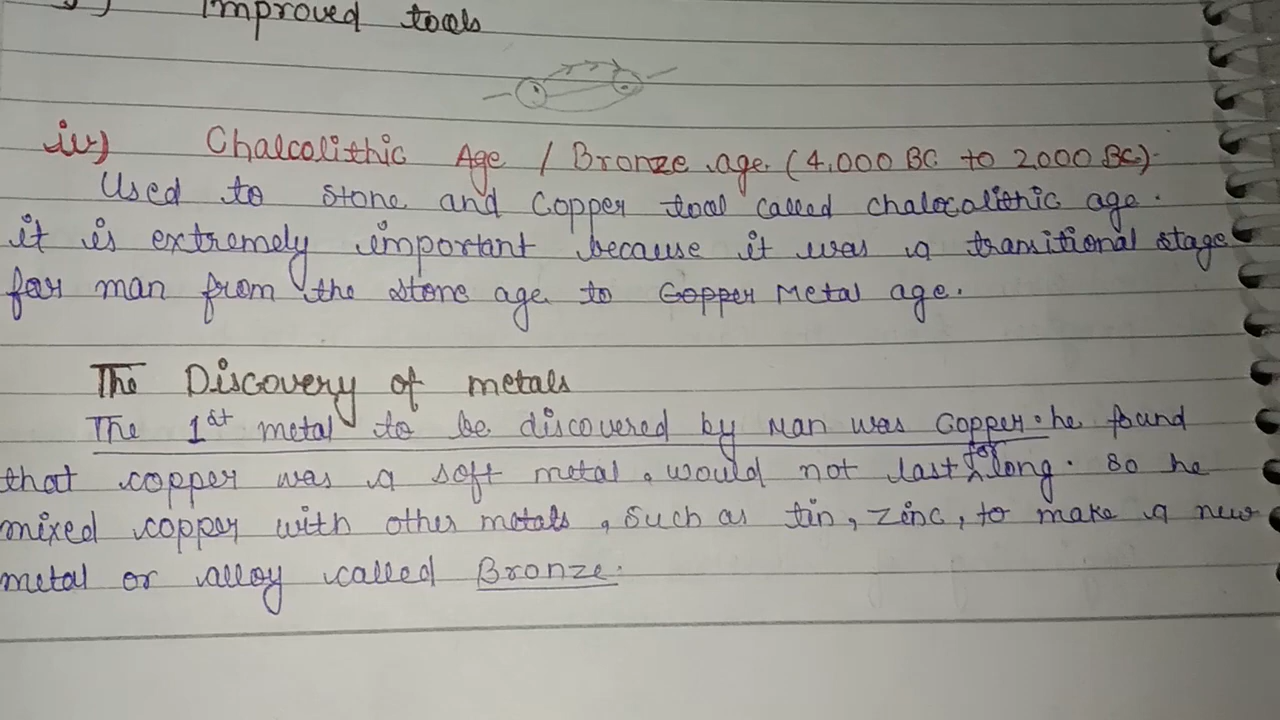 Improved tools
iv) Chalcolithic Age / Bronze age (4,000 BC to 2000 BC).
Used to stone and Copper tool called chalocolithic age.
it is extremely important because it was a transitional stage
for man from the stone age to Copper Metal age.
The Discovery of metals
The 1st metal to be discovered by Man was Copper. he found
that copper was a soft metal, would not last for long. so he
mixed copper with other metals, such as tin, zinc, to make a new
metal or alloy called Bronze.